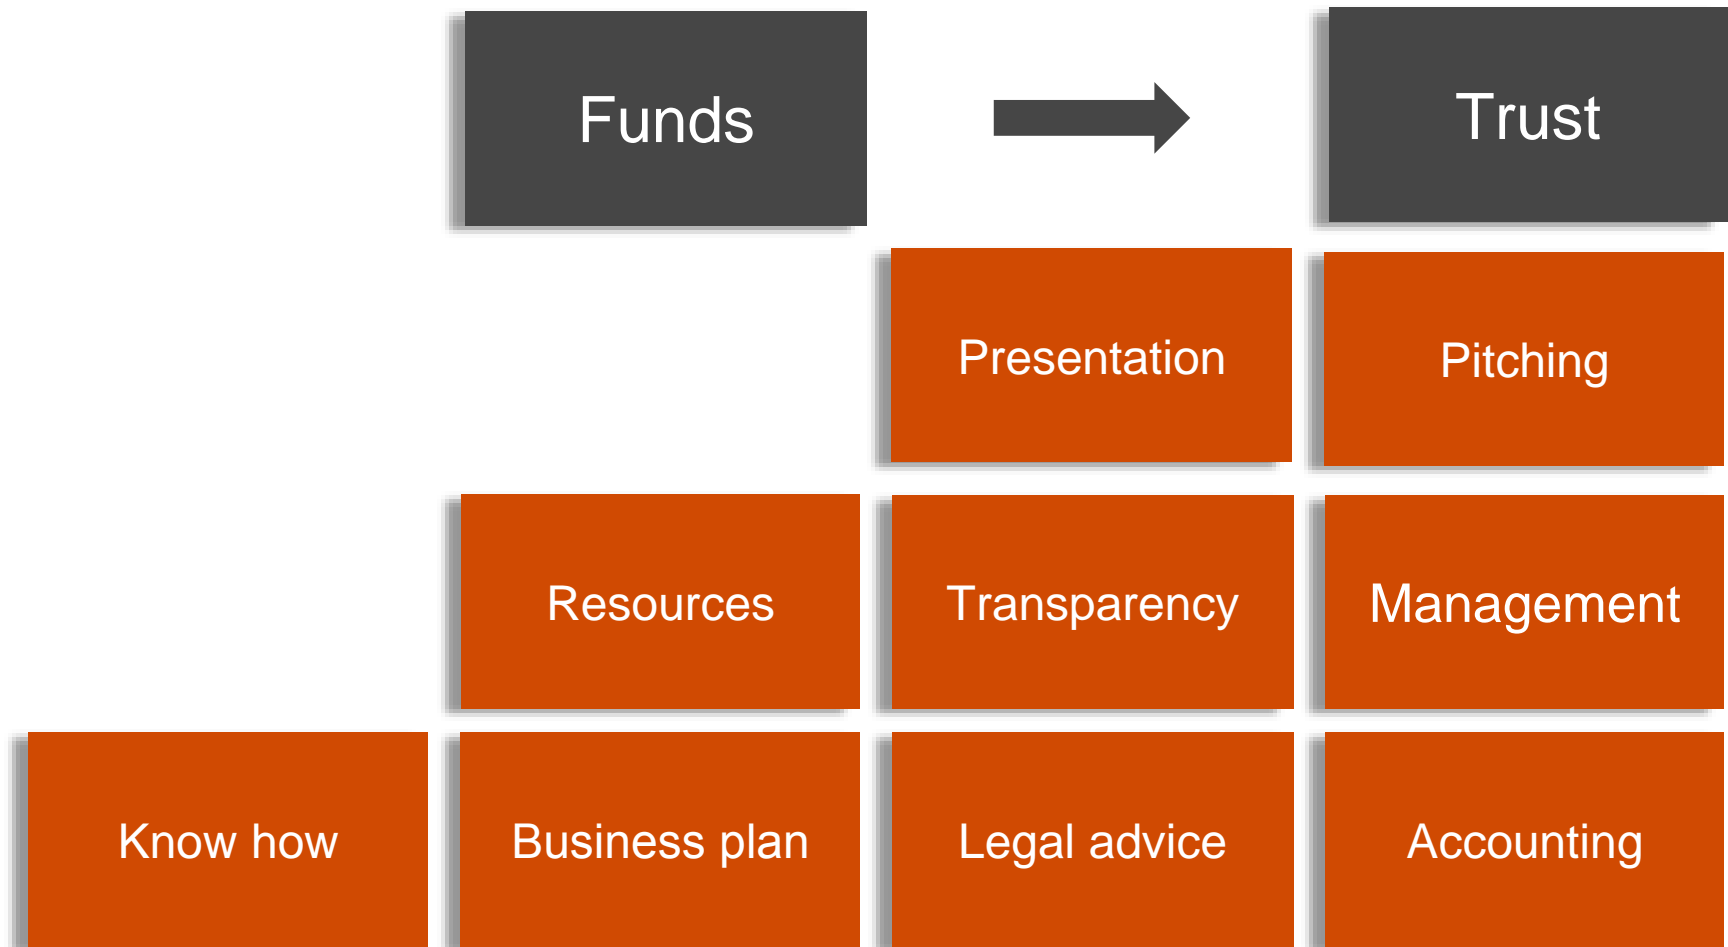 Funds
Trust
Presentation
Pitching
Resources
Transparency
Management
Know how
Business plan
Legal advice
Accounting